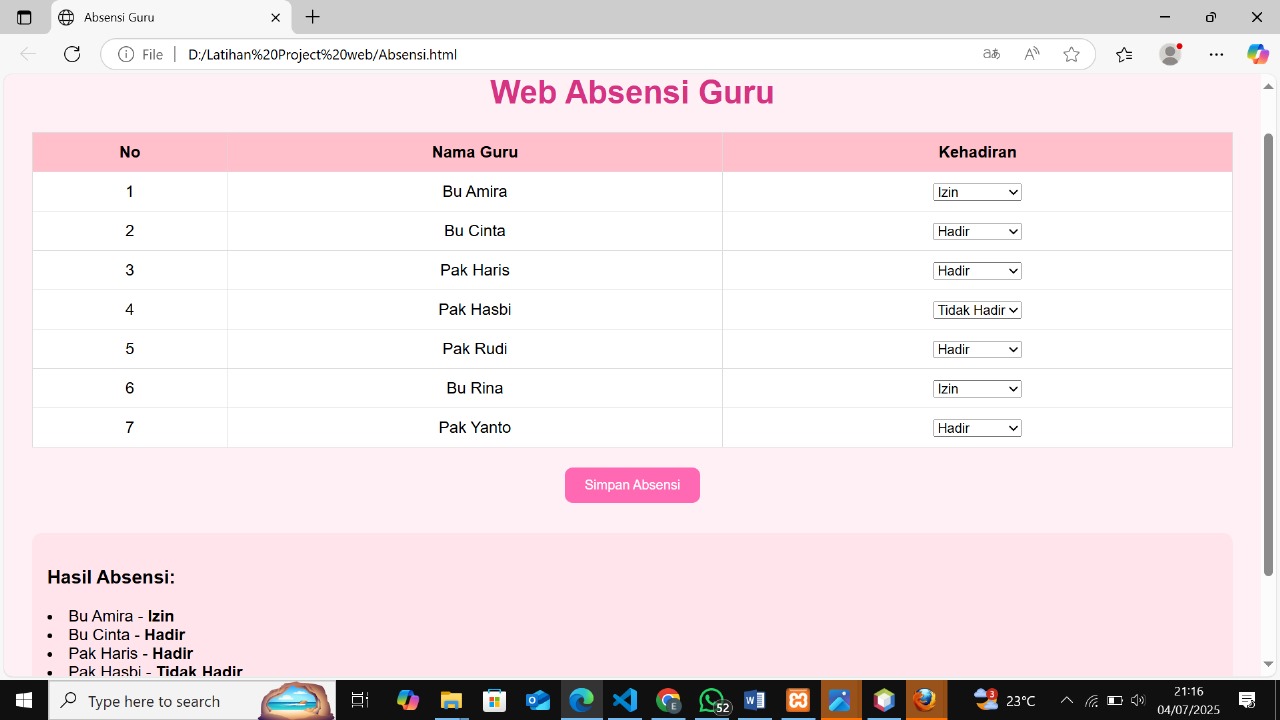 Absensi Guru
File D:/Latihan%20Project%20web/Absensi.html
Web Absensi Guru
No Nama Guru Kehadiran
1 Bu Amira Izin
2 Bu Cinta Hadir
3 Pak Haris Hadir
4 Pak Hasbi Tidak Hadir
5 Pak Rudi Hadir
6 Bu Rina Izin
7 Pak Yanto Hadir
Simpan Absensi
Hasil Absensi:
• Bu Amira - Izin
• Bu Cinta - Hadir
• Pak Haris - Hadir
• Pak Hasbi - Tidak Hadir
Type here to search 52 3 23°C 21:16
04/07/2025